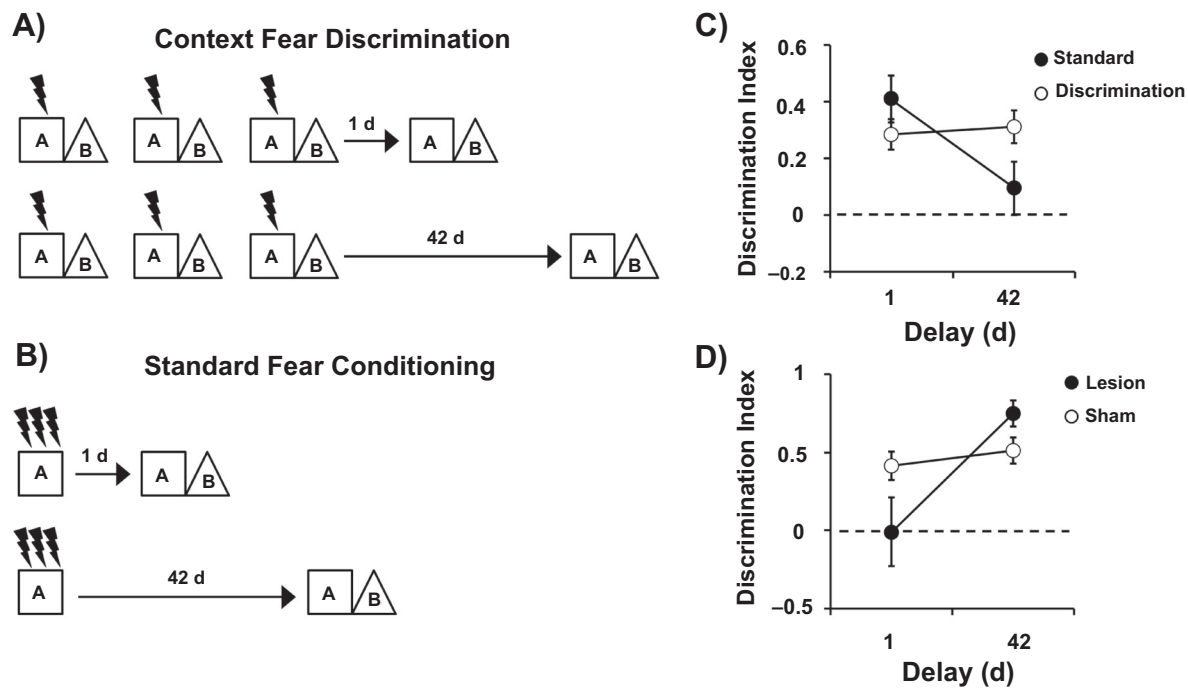 A)
Context Fear Discrimination
A B A B A B 1 d A B
A B A B A B 42 d A B
B)
Standard Fear Conditioning
A 1 d A B
A 42 d A B
C)
Discrimination Index
0.6
0.4
0.2
0
–0.2
1 42
Delay (d)
Standard
Discrimination
D)
Discrimination Index
1
0.5
0
–0.5
1 42
Delay (d)
Lesion
Sham